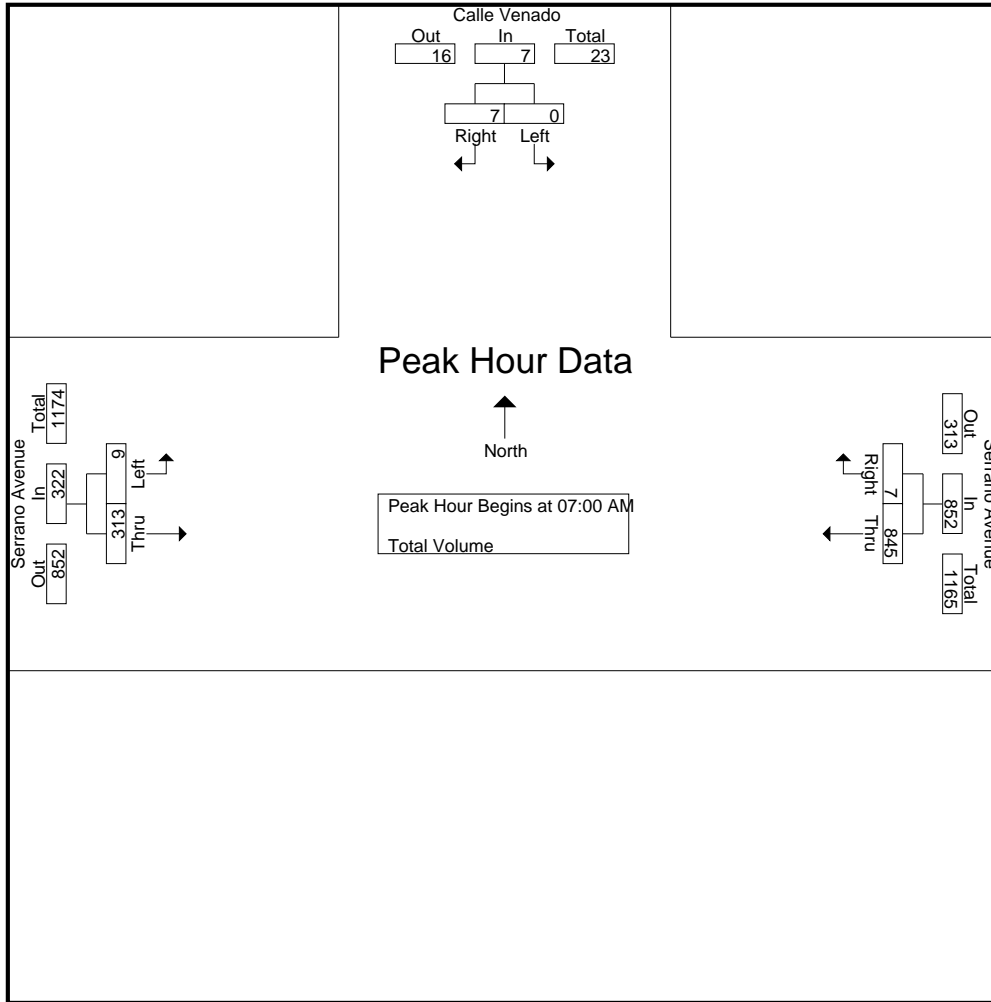 Calle Venado
Out In Total
16 7 23
7 0
Right Left
Peak Hour Data
North
Peak Hour Begins at 07:00 AM
Total Volume
Serrano Avenue
Out In Total
852 322 1174
Left
9
Thru
313
Serrano Avenue
Out In Total
313 852 1165
Right
7
Thru
845